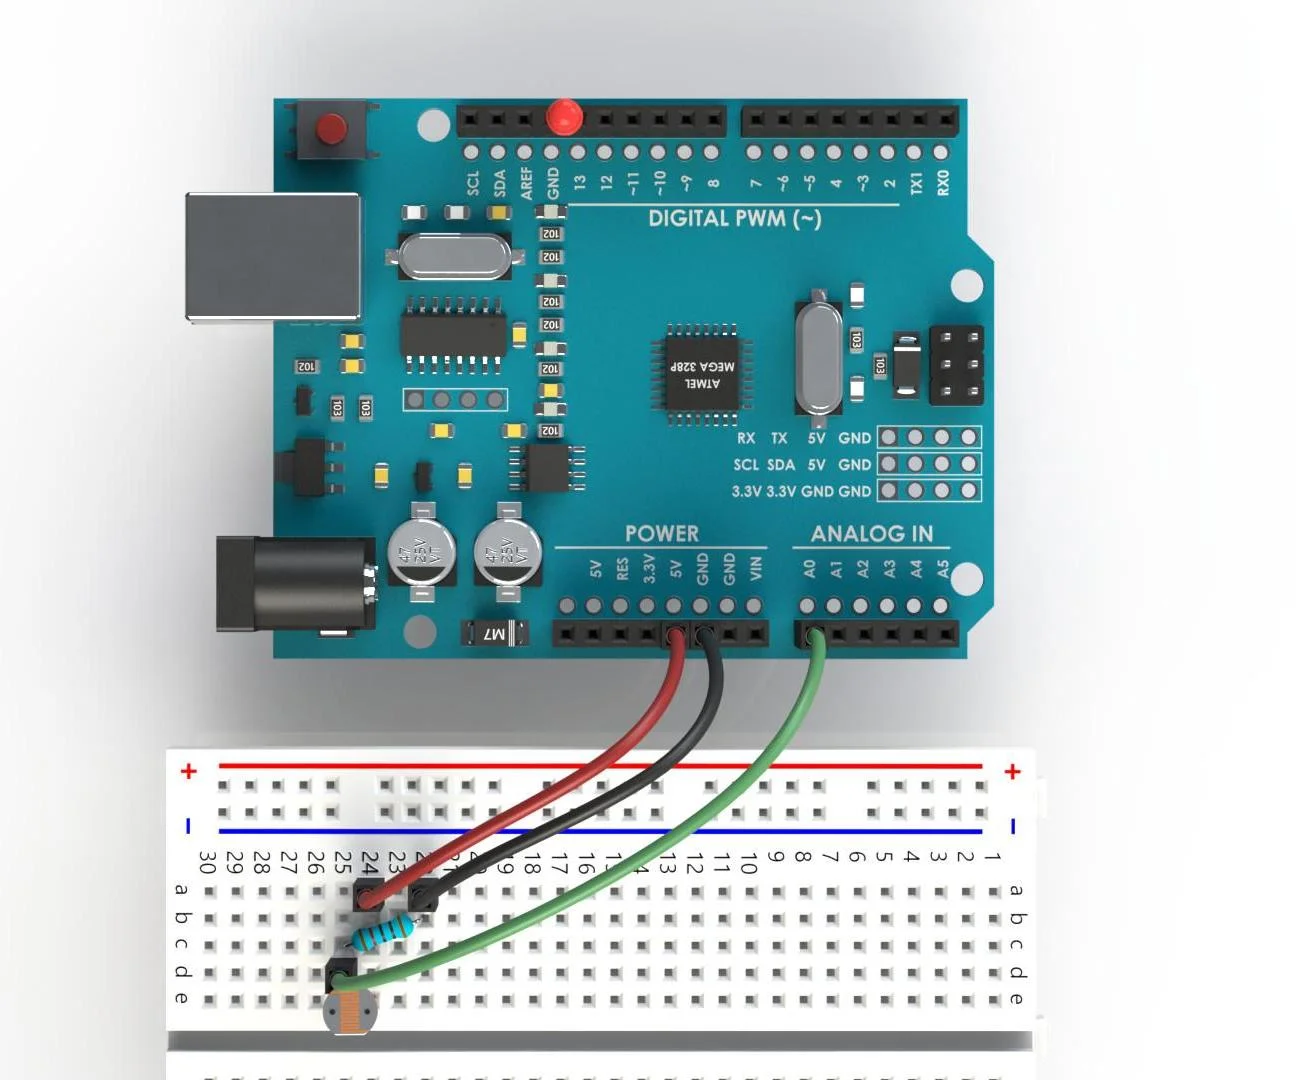 SCL SDA AREF GND 13 12 ~11 ~10 ~9 8 7 ~6 ~5 4 ~3 2 TX1 RX0
DIGITAL PWM (~)
102
102
102
102
102
102
102
103
103
103
103
ATMEL
MEGA 328P
RX TX 5V GND
SCL SDA 5V GND
3.3V 3.3V GND GND
47
25V
VT
47
25V
VT
M7
POWER
5V RES 3.3V 5V GND GND VIN
ANALOG IN
A0 A1 A2 A3 A4 A5
+ +
- -
30 29 28 27 26 25 24 23 19 18 17 16 13 12 11 10 9 8 7 6 5 4 3 2 1
a a
b b
c c
d d
e e